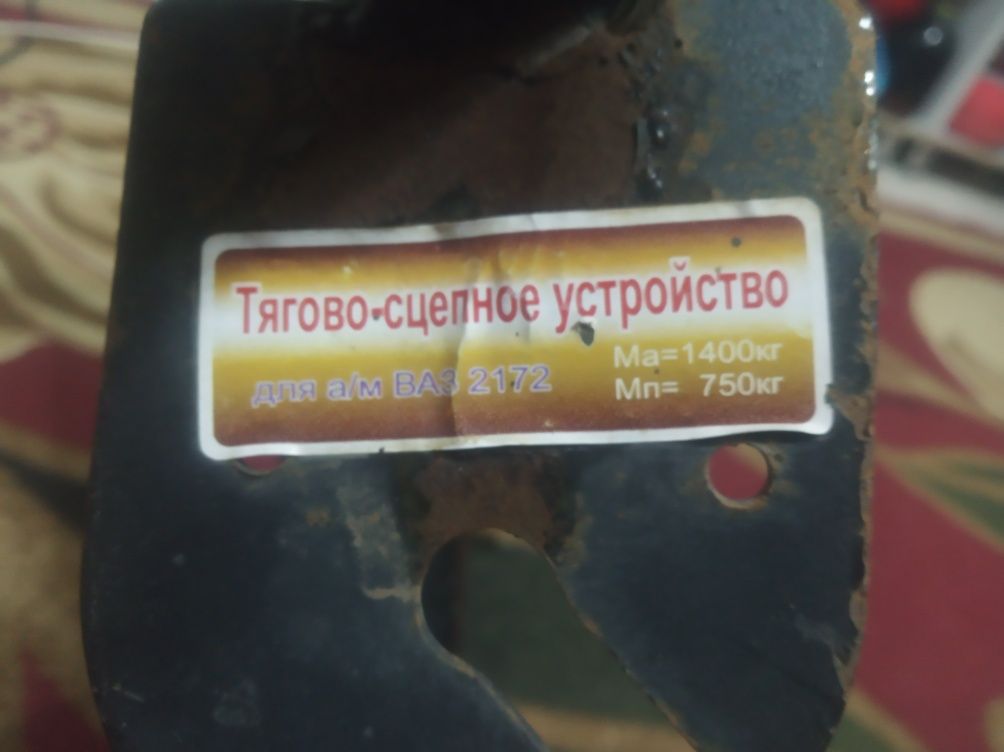 Тягово-сцепное устройство
для а/м ВАЗ 2172
Ма=1400кг
Мп= 750кг